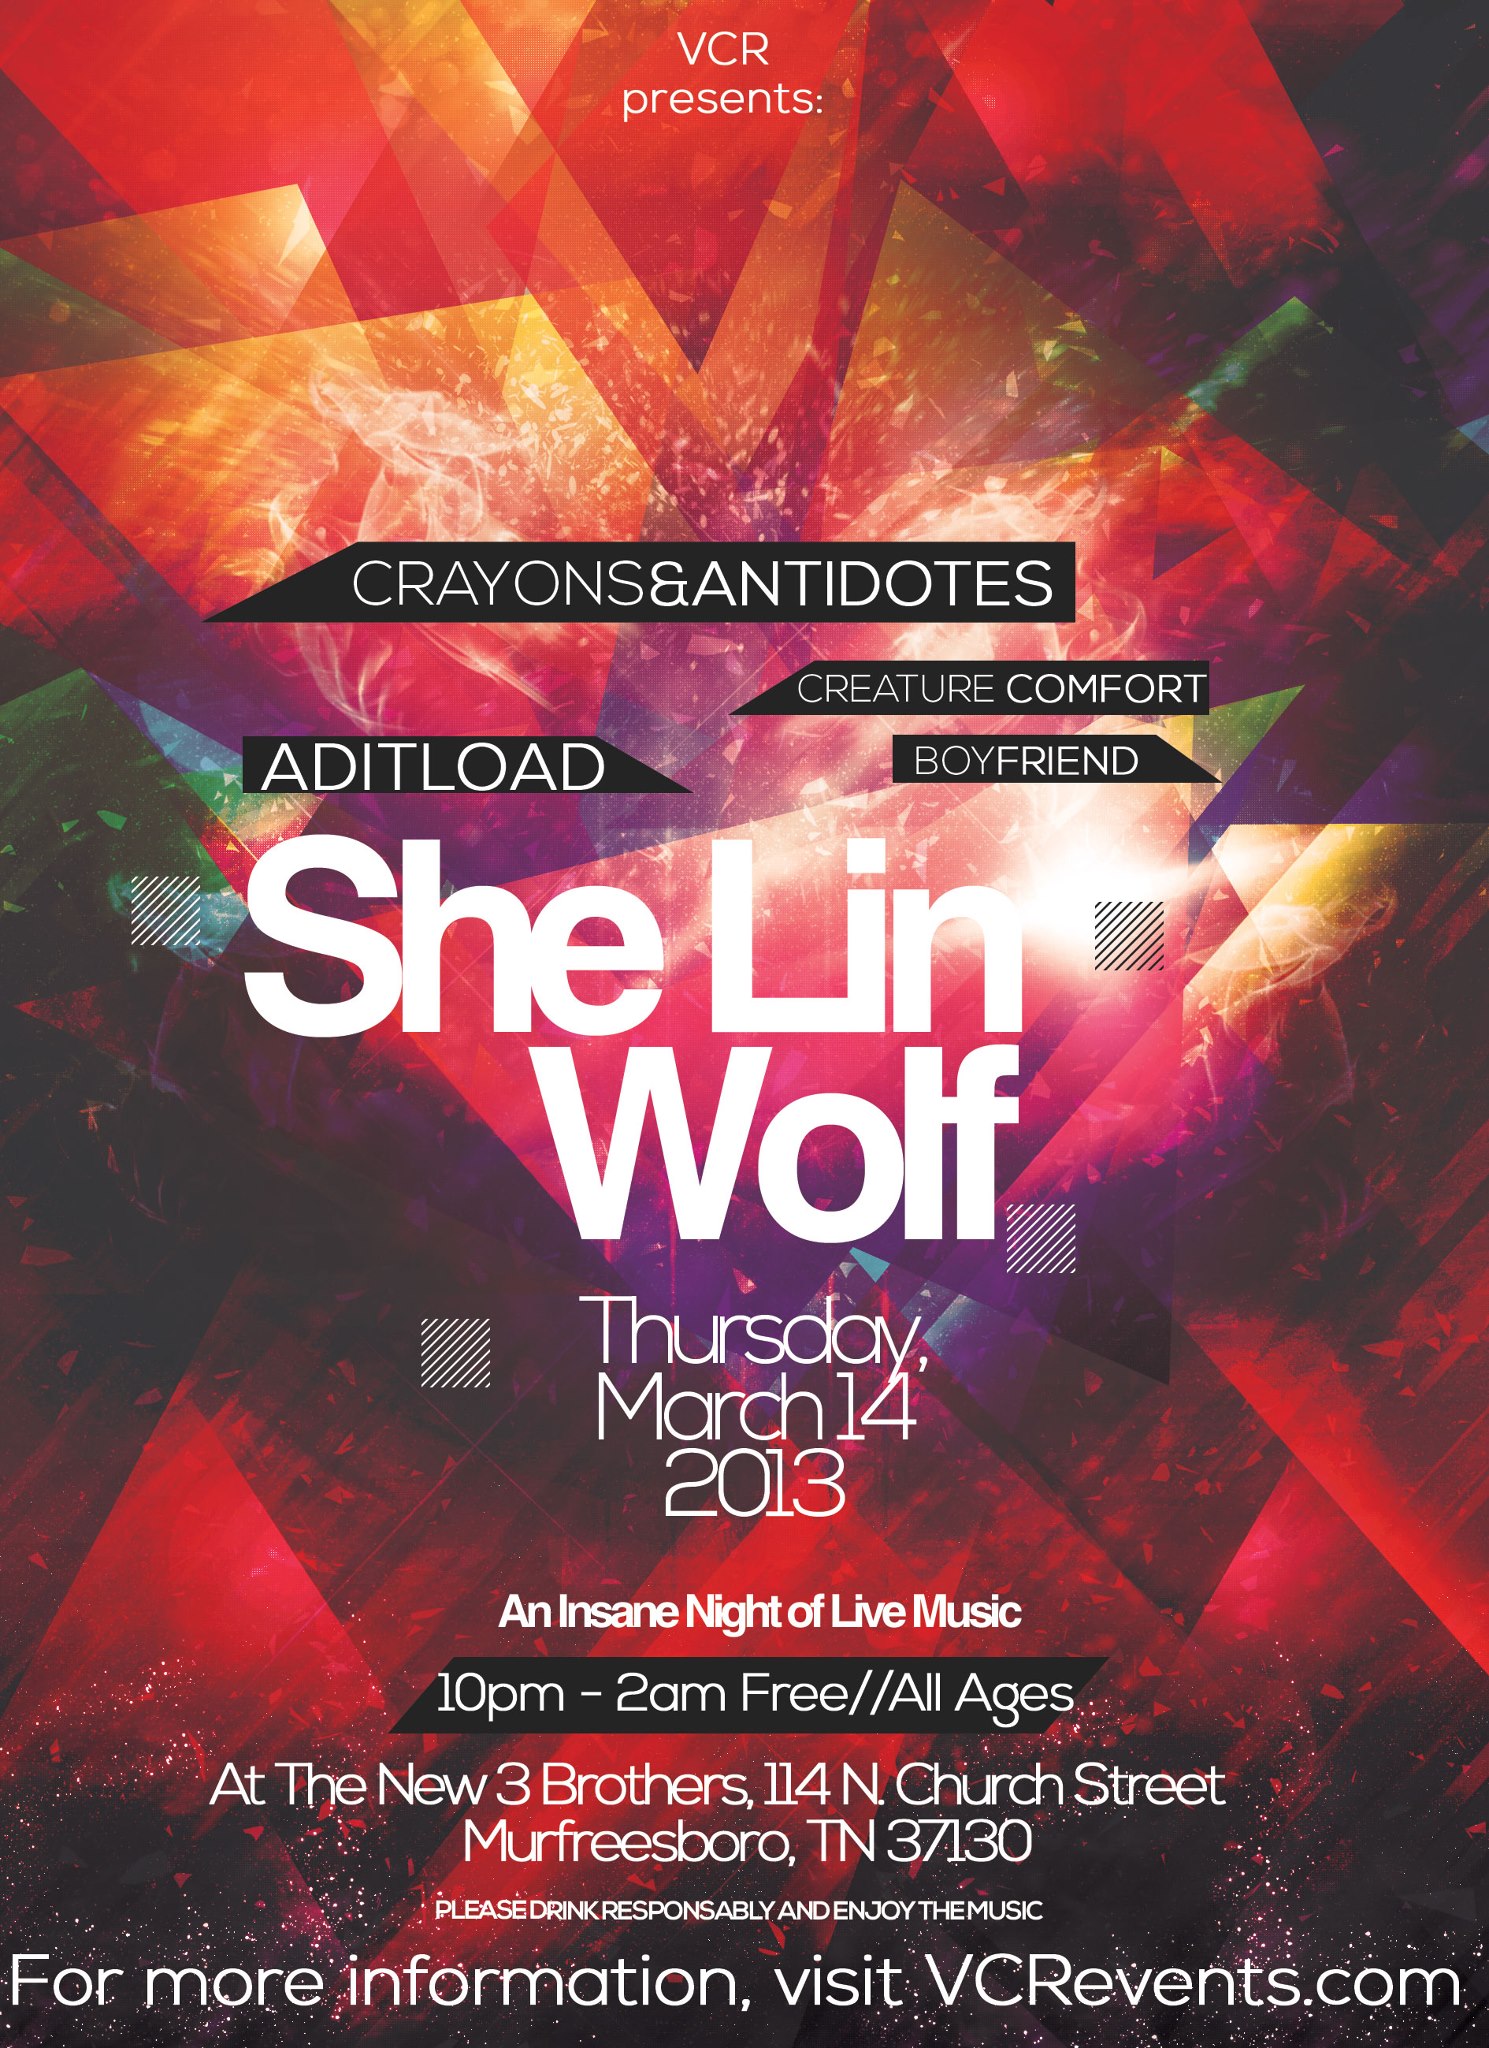 VCR
presents:
CRAYONS&ANTIDOTES
CREATURE COMFORT
ADITLOAD
BOYFRIEND
She Lin
Wolf
Thursday,
March 14
2013
An Insane Night of Live Music
10pm - 2am Free//All Ages
At The New 3 Brothers, 114 N. Church Street
Murfreesboro, TN 37130
PLEASE DRINK RESPONSABLY AND ENJOY THE MUSIC
For more information, visit VCRevents.com